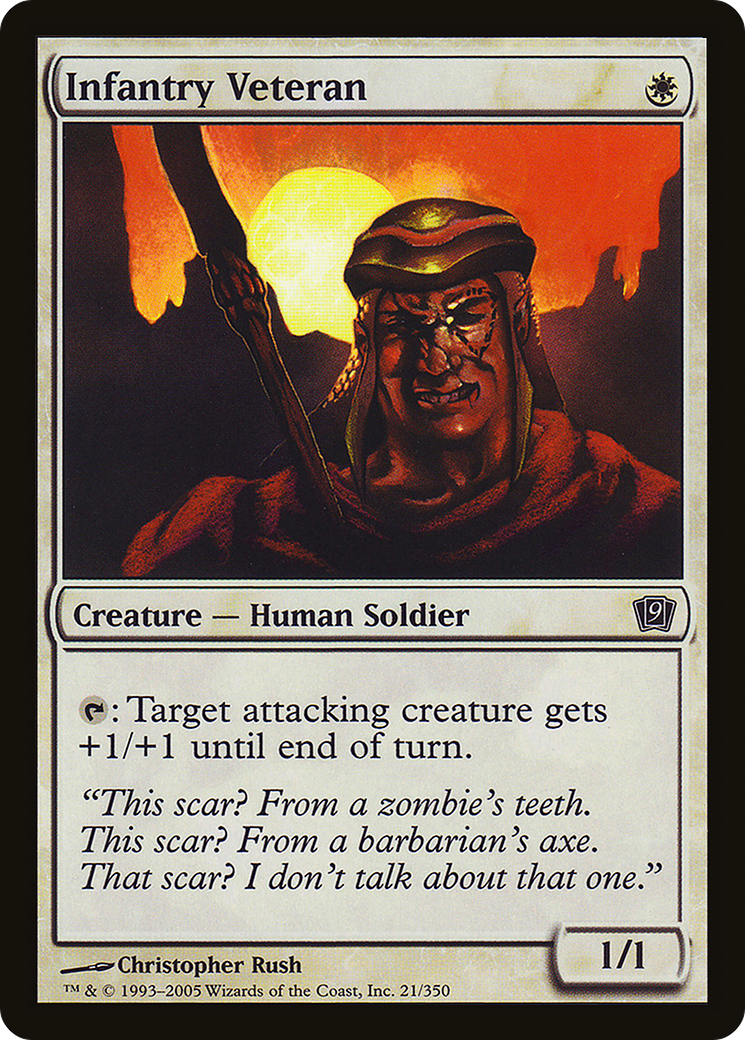 Infantry Veteran
Creature — Human Soldier
9
: Target attacking creature gets
+1/+1 until end of turn.
“This scar? From a zombie’s teeth.
This scar? From a barbarian’s axe.
That scar? I don’t talk about that one.”
1/1
Christopher Rush
™ & © 1993–2005 Wizards of the Coast, Inc. 21/350